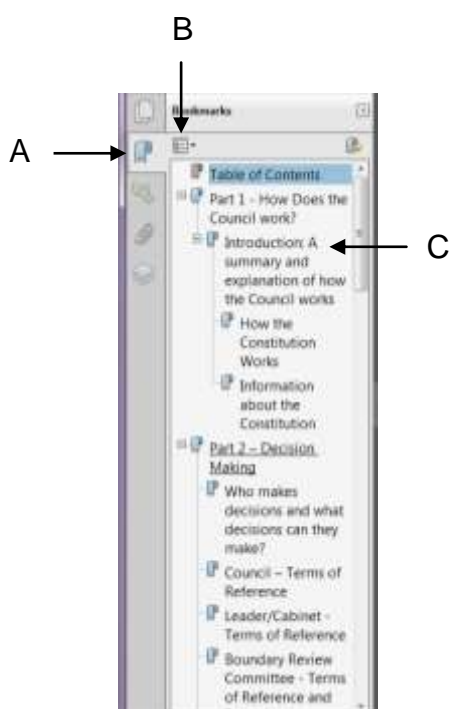 B
Bookmarks
A
Table of Contents
Part 1 - How Does the
Council work?
Introduction: A
C
summary and
explanation of how
the Council works
How the
Constitution
Works
Information
about the
Constitution
Part 2 – Decision
Making
Who makes
decisions and what
decisions can they
make?
Council – Terms of
Reference
Leader/Cabinet -
Terms of Reference
Boundary Review
Committee - Terms
of Reference and